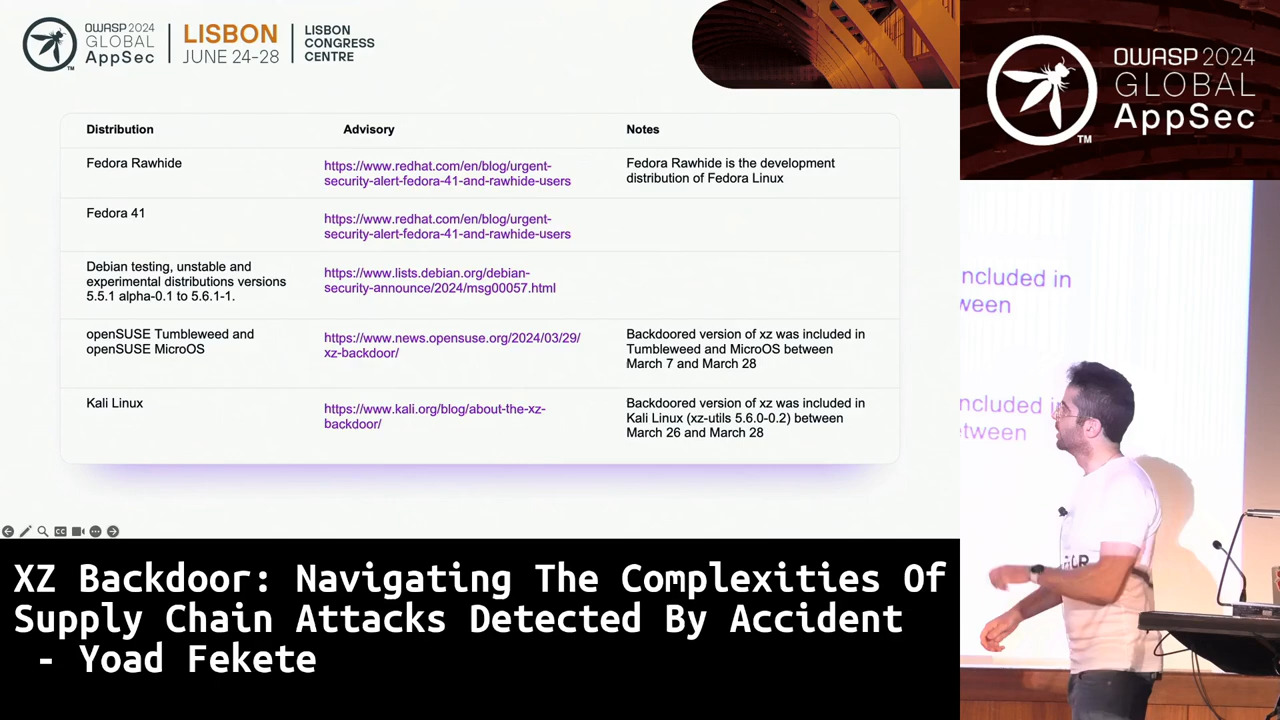 OWASP 2024
GLOBAL
AppSec
TM
LISBON
JUNE 24-28
LISBON
CONGRESS
CENTRE
Distribution Advisory Notes
Fedora Rawhide
https://www.redhat.com/en/blog/urgent-
security-alert-fedora-41-and-rawhide-users
Fedora Rawhide is the development
distribution of Fedora Linux
Fedora 41
https://www.redhat.com/en/blog/urgent-
security-alert-fedora-41-and-rawhide-users
Debian testing, unstable and
experimental distributions versions
5.5.1 alpha-0.1 to 5.6.1-1.
https://www.lists.debian.org/debian-
security-announce/2024/msg00057.html
openSUSE Tumbleweed and
openSUSE MicroOS
https://www.news.opensuse.org/2024/03/29/
xz-backdoor/
Backdoored version of xz was included in
Tumbleweed and MicroOS between
March 7 and March 28
Kali Linux
https://www.kali.org/blog/about-the-xz-
backdoor/
Backdoored version of xz was included in
Kali Linux (xz-utils 5.6.0-0.2) between
March 26 and March 28
CC
OWASP 2024
GLOBAL
AppSec
TM
ncluded in
ween
ncluded i
etween
XZ Backdoor: Navigating The Complexities Of
Supply Chain Attacks Detected By Accident
- Yoad Fekete